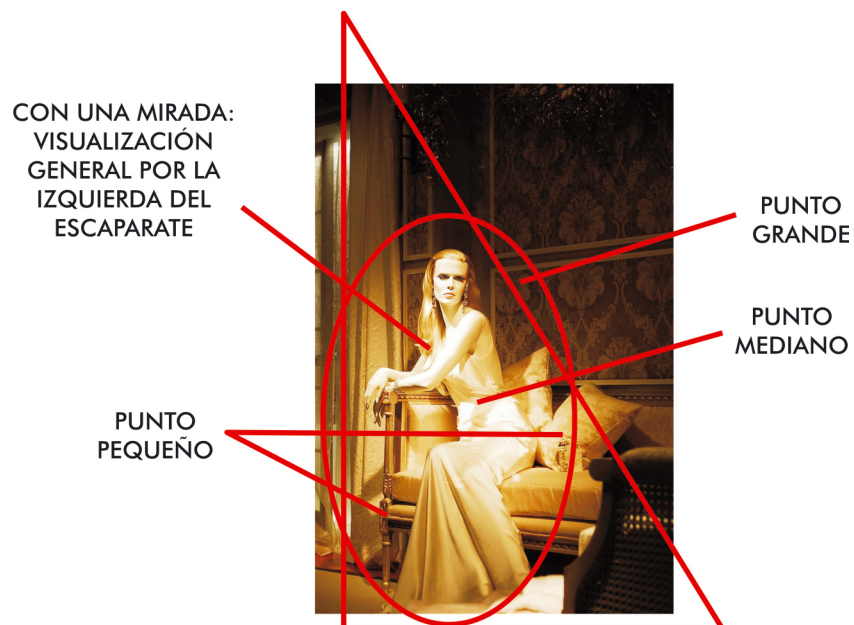 CON UNA MIRADA:
VISUALIZACIÓN
GENERAL POR LA
IZQUIERDA DEL
ESCAPARATE
PUNTO
GRANDE
PUNTO
MEDIANO
PUNTO
PEQUEÑO